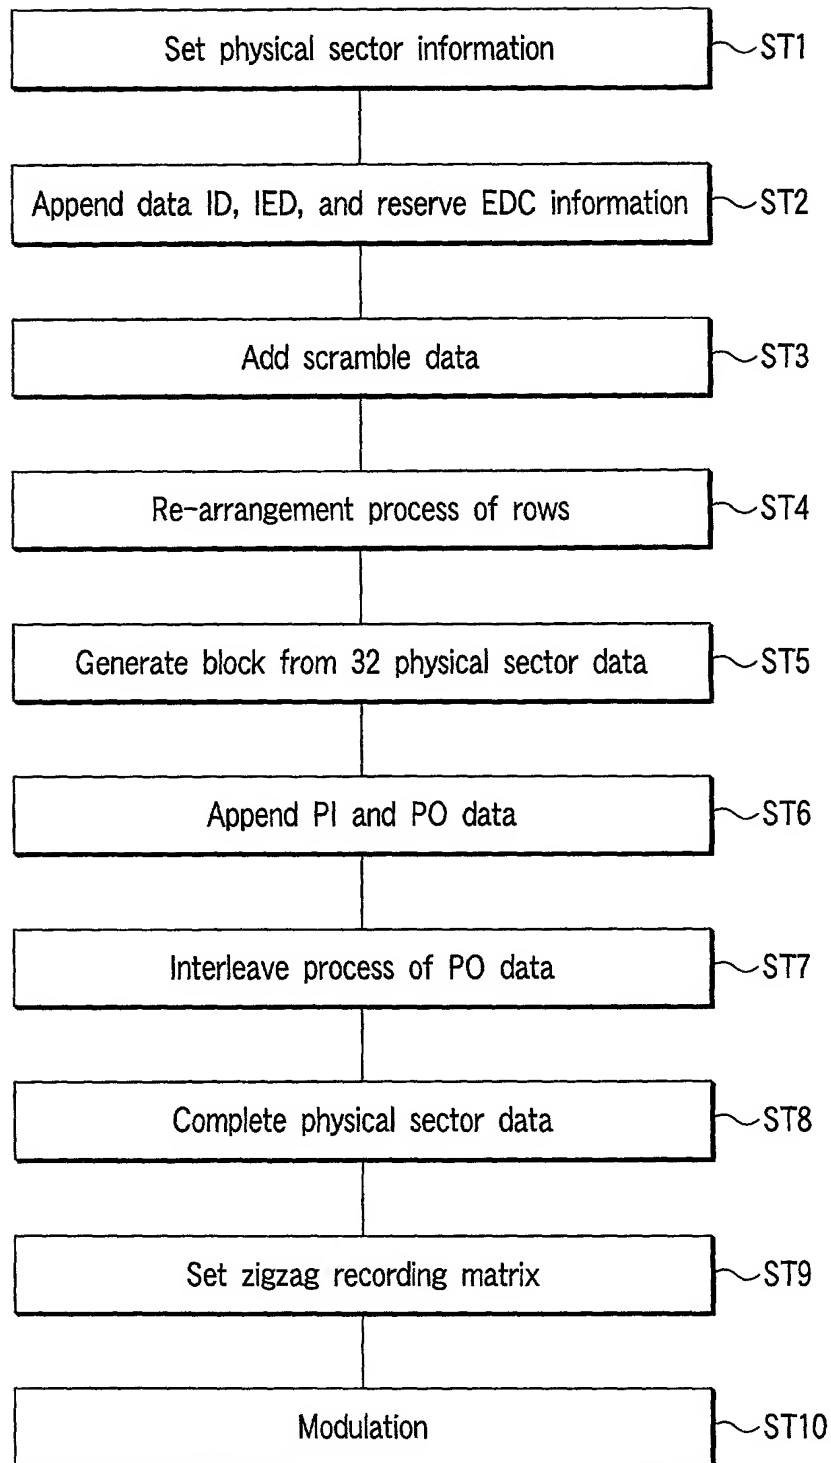 Set physical sector information ST1
Append data ID, IED, and reserve EDC information ST2
Add scramble data ST3
Re-arrangement process of rows ST4
Generate block from 32 physical sector data ST5
Append PI and PO data ST6
Interleave process of PO data ST7
Complete physical sector data ST8
Set zigzag recording matrix ST9
Modulation ST10